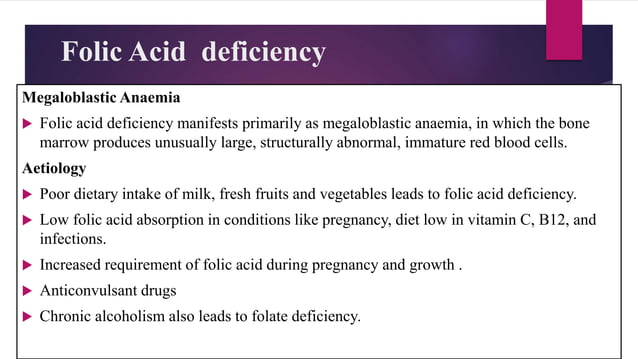 Folic Acid  deficiency
Megaloblastic Anaemia
Folic acid deficiency manifests primarily as megaloblastic anaemia, in which the bone
marrow produces unusually large, structurally abnormal, immature red blood cells.
Aetiology
Poor dietary intake of milk, fresh fruits and vegetables leads to folic acid deficiency.
Low folic acid absorption in conditions like pregnancy, diet low in vitamin C, B12, and
infections.
Increased requirement of folic acid during pregnancy and growth .
Anticonvulsant drugs
Chronic alcoholism also leads to folate deficiency.